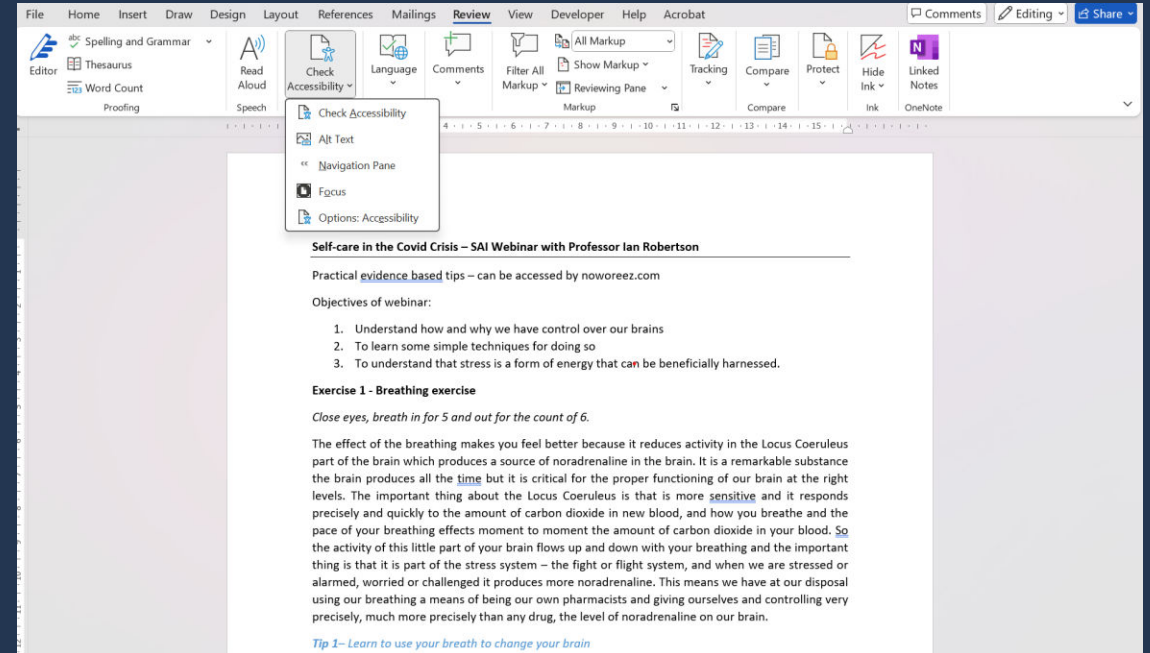 File Home Insert Draw Design Layout References Mailings Review View Developer Help Acrobat Comments Editing Share
Editor
abc Spelling and Grammar
Thesaurus
123 Word Count
Proofing
A Read Aloud
Speech
Check Accessibility
Language
Comments
Filter All Markup
All Markup
Show Markup
Reviewing Pane
Markup
Tracking
Compare
Compare
Protect
Hide Ink
Ink
N Linked Notes
OneNote
Check Accessibility
Alt Text
Navigation Pane
Focus
Options: Accessibility
4 5 6 7 8 9 10 11 12 13 14 15
Self-care in the Covid Crisis – SAI Webinar with Professor Ian Robertson
Practical evidence based tips – can be accessed by noworeez.com
Objectives of webinar:
1. Understand how and why we have control over our brains
2. To learn some simple techniques for doing so
3. To understand that stress is a form of energy that can be beneficially harnessed.
Exercise 1 - Breathing exercise
Close eyes, breath in for 5 and out for the count of 6.
The effect of the breathing makes you feel better because it reduces activity in the Locus Coeruleus
part of the brain which produces a source of noradrenaline in the brain. It is a remarkable substance
the brain produces all the time but it is critical for the proper functioning of our brain at the right
levels. The important thing about the Locus Coeruleus is that is more sensitive and it responds
precisely and quickly to the amount of carbon dioxide in new blood, and how you breathe and the
pace of your breathing effects moment to moment the amount of carbon dioxide in your blood. So
the activity of this little part of your brain flows up and down with your breathing and the important
thing is that it is part of the stress system – the fight or flight system, and when we are stressed or
alarmed, worried or challenged it produces more noradrenaline. This means we have at our disposal
using our breathing a means of being our own pharmacists and giving ourselves and controlling very
precisely, much more precisely than any drug, the level of noradrenaline on our brain.
Tip 1– Learn to use your breath to change your brain